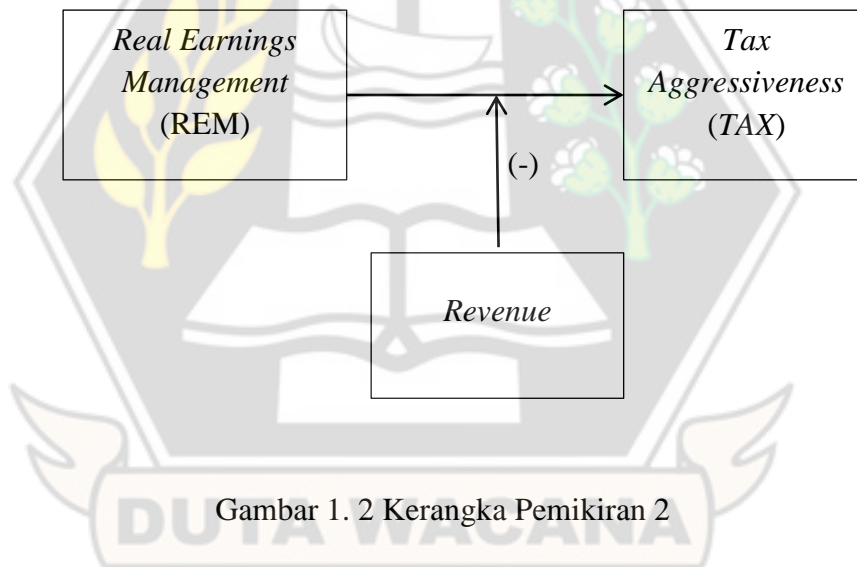 Real Earnings
Management
(REM)
Tax
Aggressiveness
(TAX)
(-)
Revenue
Gambar 1. 2 Kerangka Pemikiran 2
DUTA WACANA